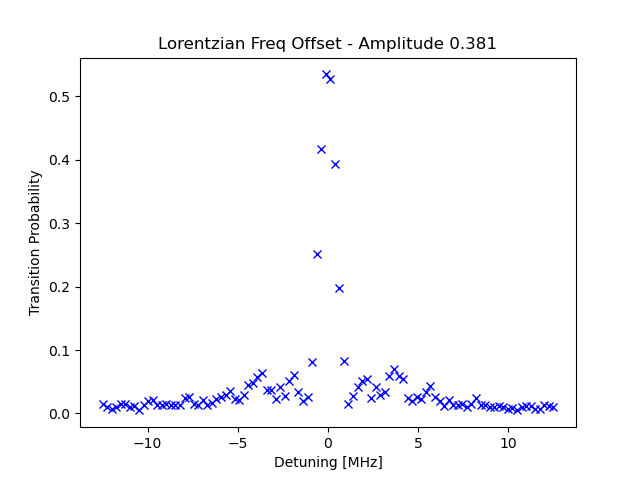 Lorentzian Freq Offset - Amplitude 0.381
Transition Probability
0.5
0.4
0.3
0.2
0.1
0.0
−10 −5 0 5 10
Detuning [MHz]